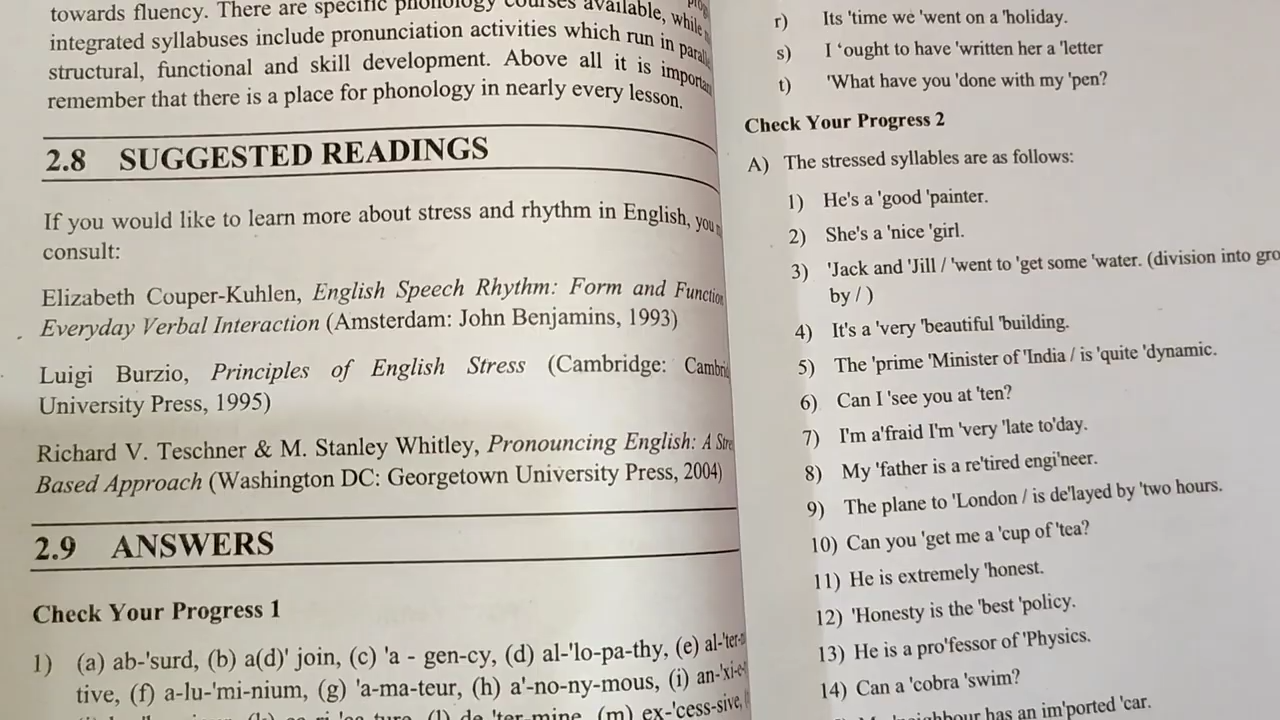 towards fluency. There are specific phonology courses available, while
integrated syllabuses include pronunciation activities which run in
structural, functional and skill development. Above all it is
remember that there is a place for phonology in nearly every lesson.
2.8 SUGGESTED READINGS
If you would like to learn more about stress and rhythm in English, you
consult:
Elizabeth Couper-Kuhlen, English Speech Rhythm: Form and
Everyday Verbal Interaction (Amsterdam: John Benjamins, 1993)
Luigi Burzio, Principles of English Stress (Cambridge:
University Press, 1995)
Richard V. Teschner & M. Stanley Whitley, Pronouncing English: A
Based Approach (Washington DC: Georgetown University Press, 2004)
2.9 ANSWERS
Check Your Progress 1
1) (a) ab-'surd, (b) a(d)' join, (c) 'a - gen-cy, (d) al-'lo-pa-thy, (e)
tive, (f) a-lu-'mi-nium, (g) 'a-ma-teur, (h) a'-no-ny-mous, (i)
(l) de 'ter-mine, (m) ex-'cess-sive,
r) Its 'time we 'went on a 'holiday.
s) I 'ought to have 'written her a 'letter
t) 'What have you 'done with my 'pen?
Check Your Progress 2
A) The stressed syllables are as follows:
1) He's a 'good 'painter.
2) She's a 'nice 'girl.
3) 'Jack and 'Jill / 'went to 'get some 'water. (division into
by / )
4) It's a 'very 'beautiful 'building.
5) The 'prime 'Minister of 'India / is 'quite 'dynamic.
6) Can I 'see you at 'ten?
7) I'm a'fraid I'm 'very 'late to'day.
8) My 'father is a re'tired engi'neer.
9) The plane to 'London / is de'layed by 'two hours.
10) Can you 'get me a 'cup of 'tea?
11) He is extremely 'honest.
12) 'Honesty is the 'best 'policy.
13) He is a pro'fessor of 'Physics.
14) Can a 'cobra 'swim?
has an im'ported 'car.